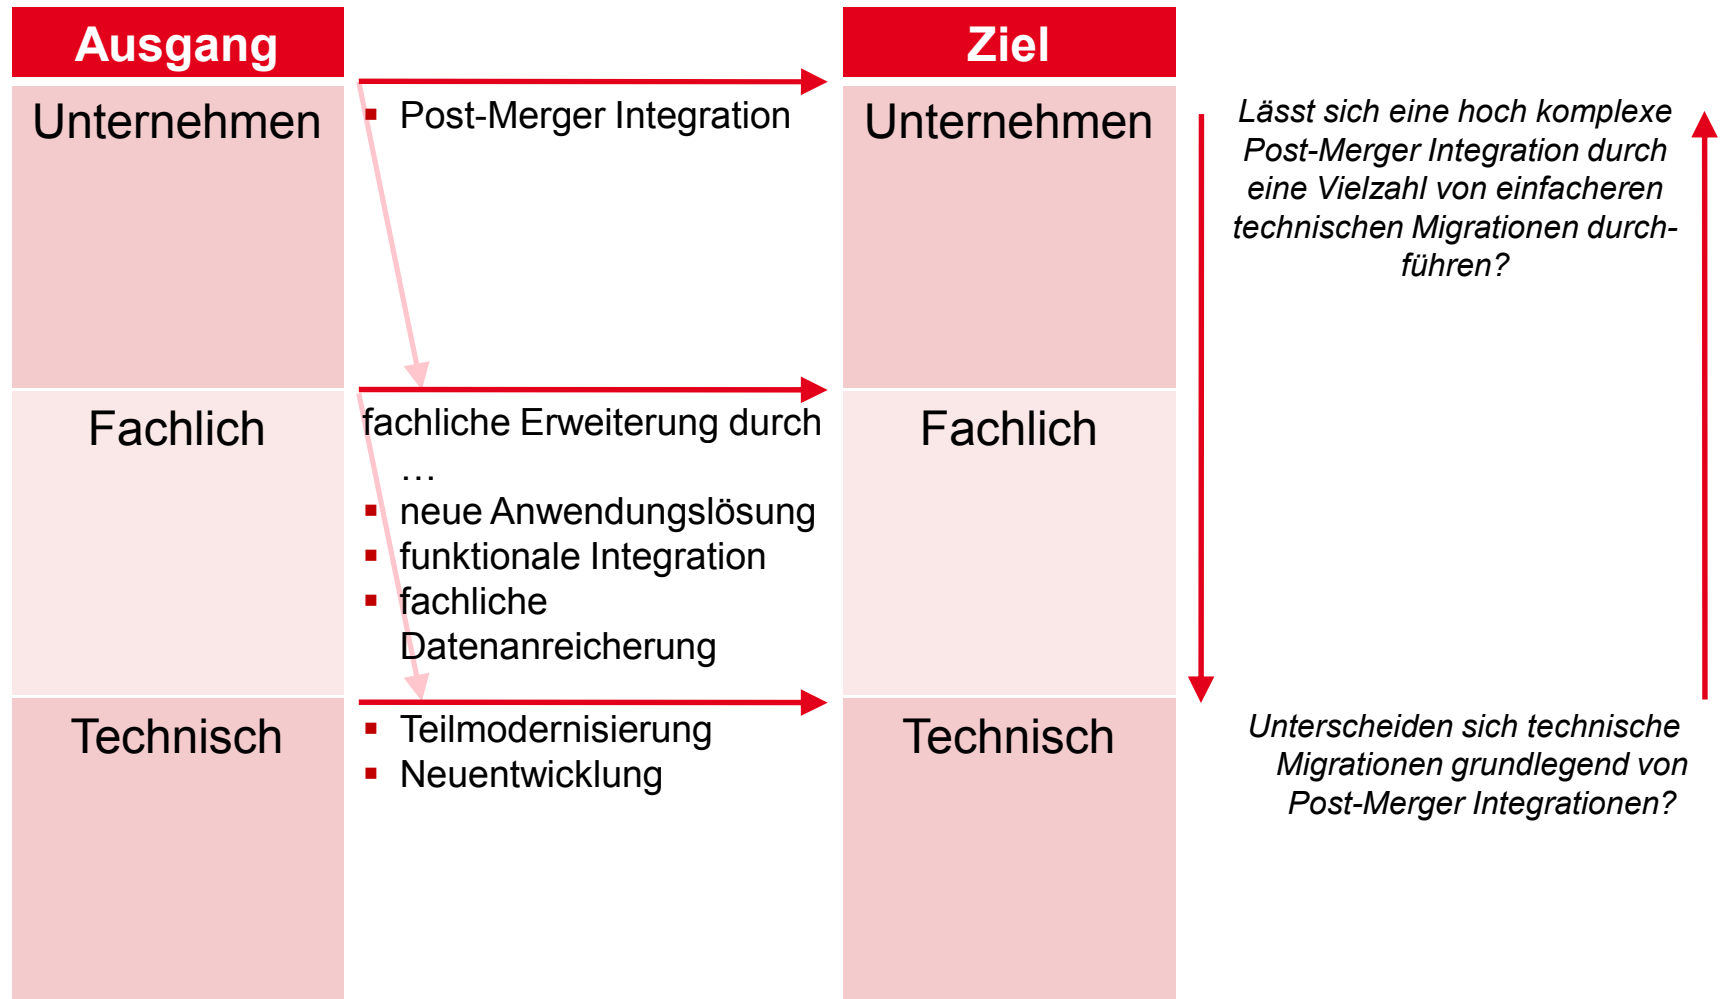 Ausgang
Ziel
Unternehmen
▪ Post-Merger Integration
Unternehmen
Lässt sich eine hoch komplexe
Post-Merger Integration durch
eine Vielzahl von einfacheren
technischen Migrationen durch-
führen?
Fachlich
fachliche Erweiterung durch
…
▪ neue Anwendungslösung
▪ funktionale Integration
▪ fachliche
Datenanreicherung
Fachlich
Technisch
▪ Teilmodernisierung
▪ Neuentwicklung
Technisch
Unterscheiden sich technische
Migrationen grundlegend von
Post-Merger Integrationen?